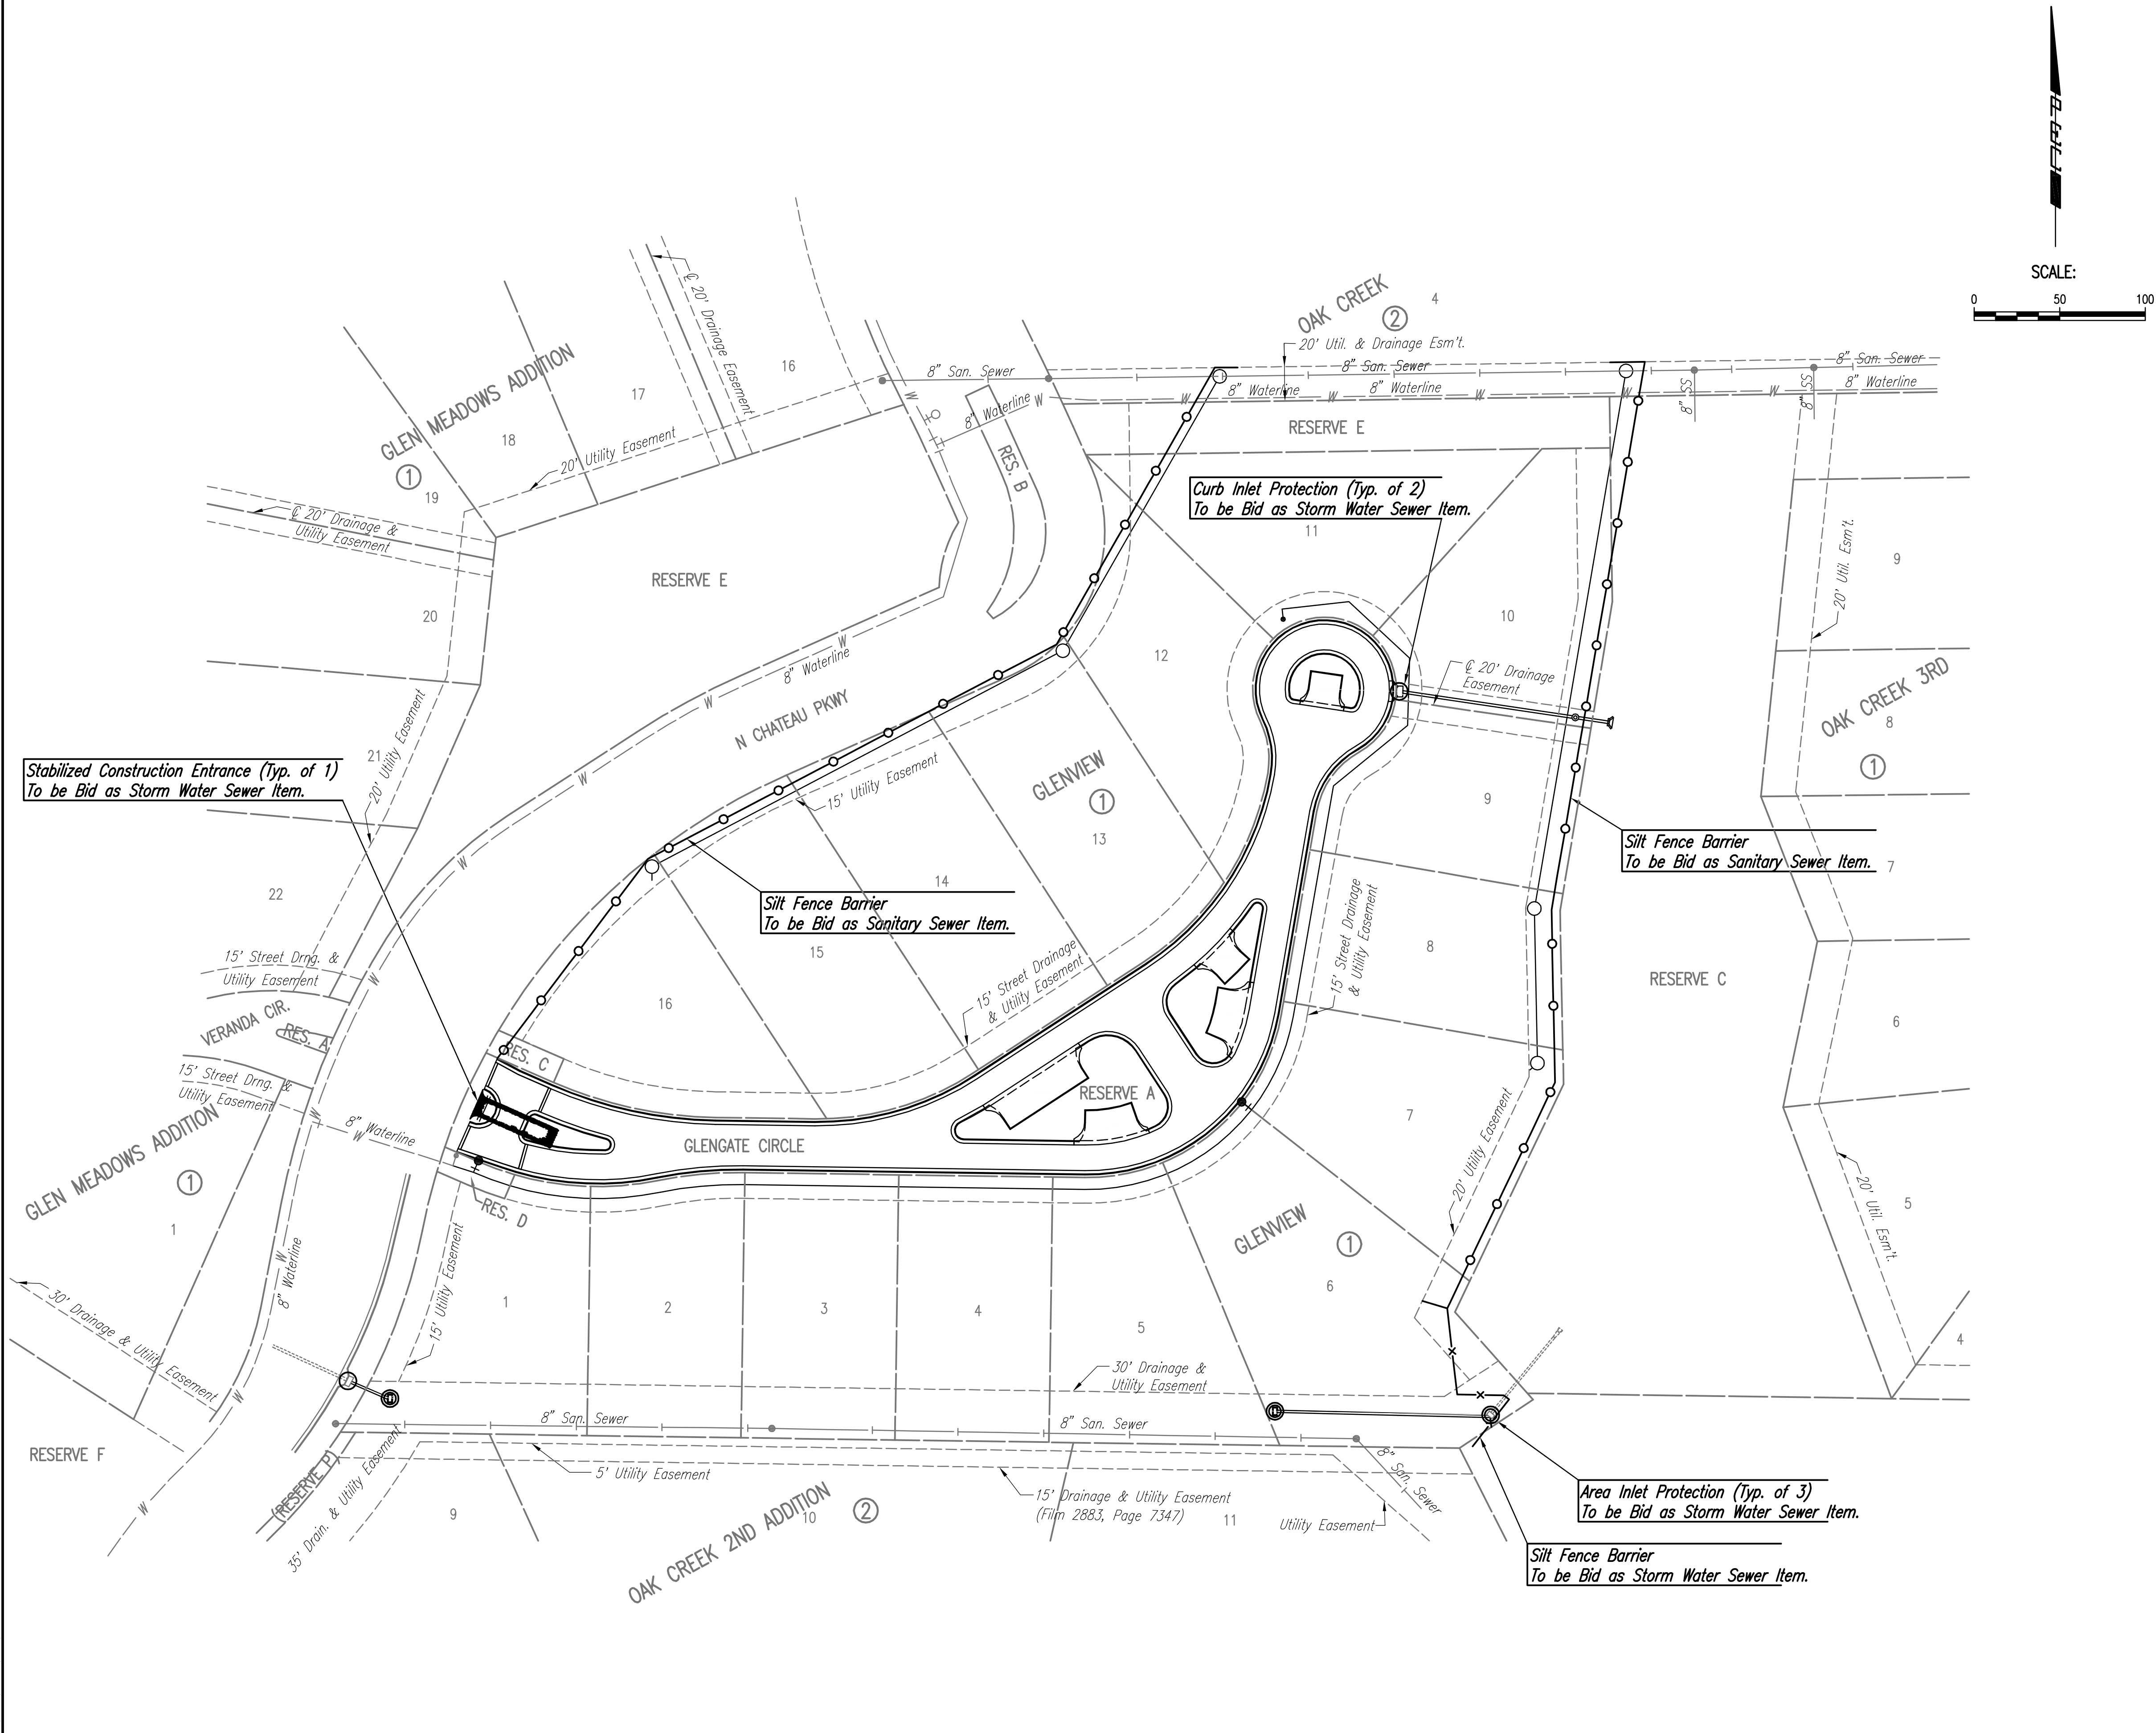 SCALE:
0 50 100
OAK CREEK
2
4
20' Util. & Drainage Esm't.
8" San. Sewer
8" San. Sewer
8" San. Sewer
8" Waterline
8" Waterline
8" Waterline
8" Waterline
8" SS
8" SS
RESERVE E
RES. B
GLEN MEADOWS ADDITION
1
16
17
18
19
20
21
22
℄ 20' Drainage Easement
20' Utility Easement
℄ 20' Drainage &
Utility Easement
RESERVE E
Curb Inlet Protection (Typ. of 2)
To be Bid as Storm Water Sewer Item.
11
10
12
9
℄ 20' Drainage
Easement
20' Util. Esm't.
9
OAK CREEK 3RD
8
1
7
6
5
4
8" Waterline
N CHATEAU PKWY
20' Utility Easement
Stabilized Construction Entrance (Typ. of 1)
To be Bid as Storm Water Sewer Item.
15' Utility Easement
GLENVIEW
1
13
14
15
16
Silt Fence Barrier
To be Bid as Sanitary Sewer Item.
Silt Fence Barrier
To be Bid as Sanitary Sewer Item.
15' Street Drainage
& Utility Easement
15' Street Drainage
& Utility Easement
8
RESERVE C
15' Street Drng. &
Utility Easement
VERANDA CIR.
RES. A
15' Street Drng. &
Utility Easement
8" Waterline
RES. C
RESERVE A
GLENGATE CIRCLE
RES. D
7
20' Utility Easement
20' Util. Esm't.
GLEN MEADOWS ADDITION
1
1
8" Waterline
15' Utility Easement
30' Drainage & Utility Easement
RESERVE F
1
2
3
4
5
6
GLENVIEW
1
30' Drainage &
Utility Easement
8" San. Sewer
8" San. Sewer
8" San. Sewer
(RESERVE P)
35' Drain. & Utility Easement
5' Utility Easement
15' Drainage & Utility Easement
(Film 2883, Page 7347)
Utility Easement
9
10
11
OAK CREEK 2ND ADDITION
2
Area Inlet Protection (Typ. of 3)
To be Bid as Storm Water Sewer Item.
Silt Fence Barrier
To be Bid as Storm Water Sewer Item.